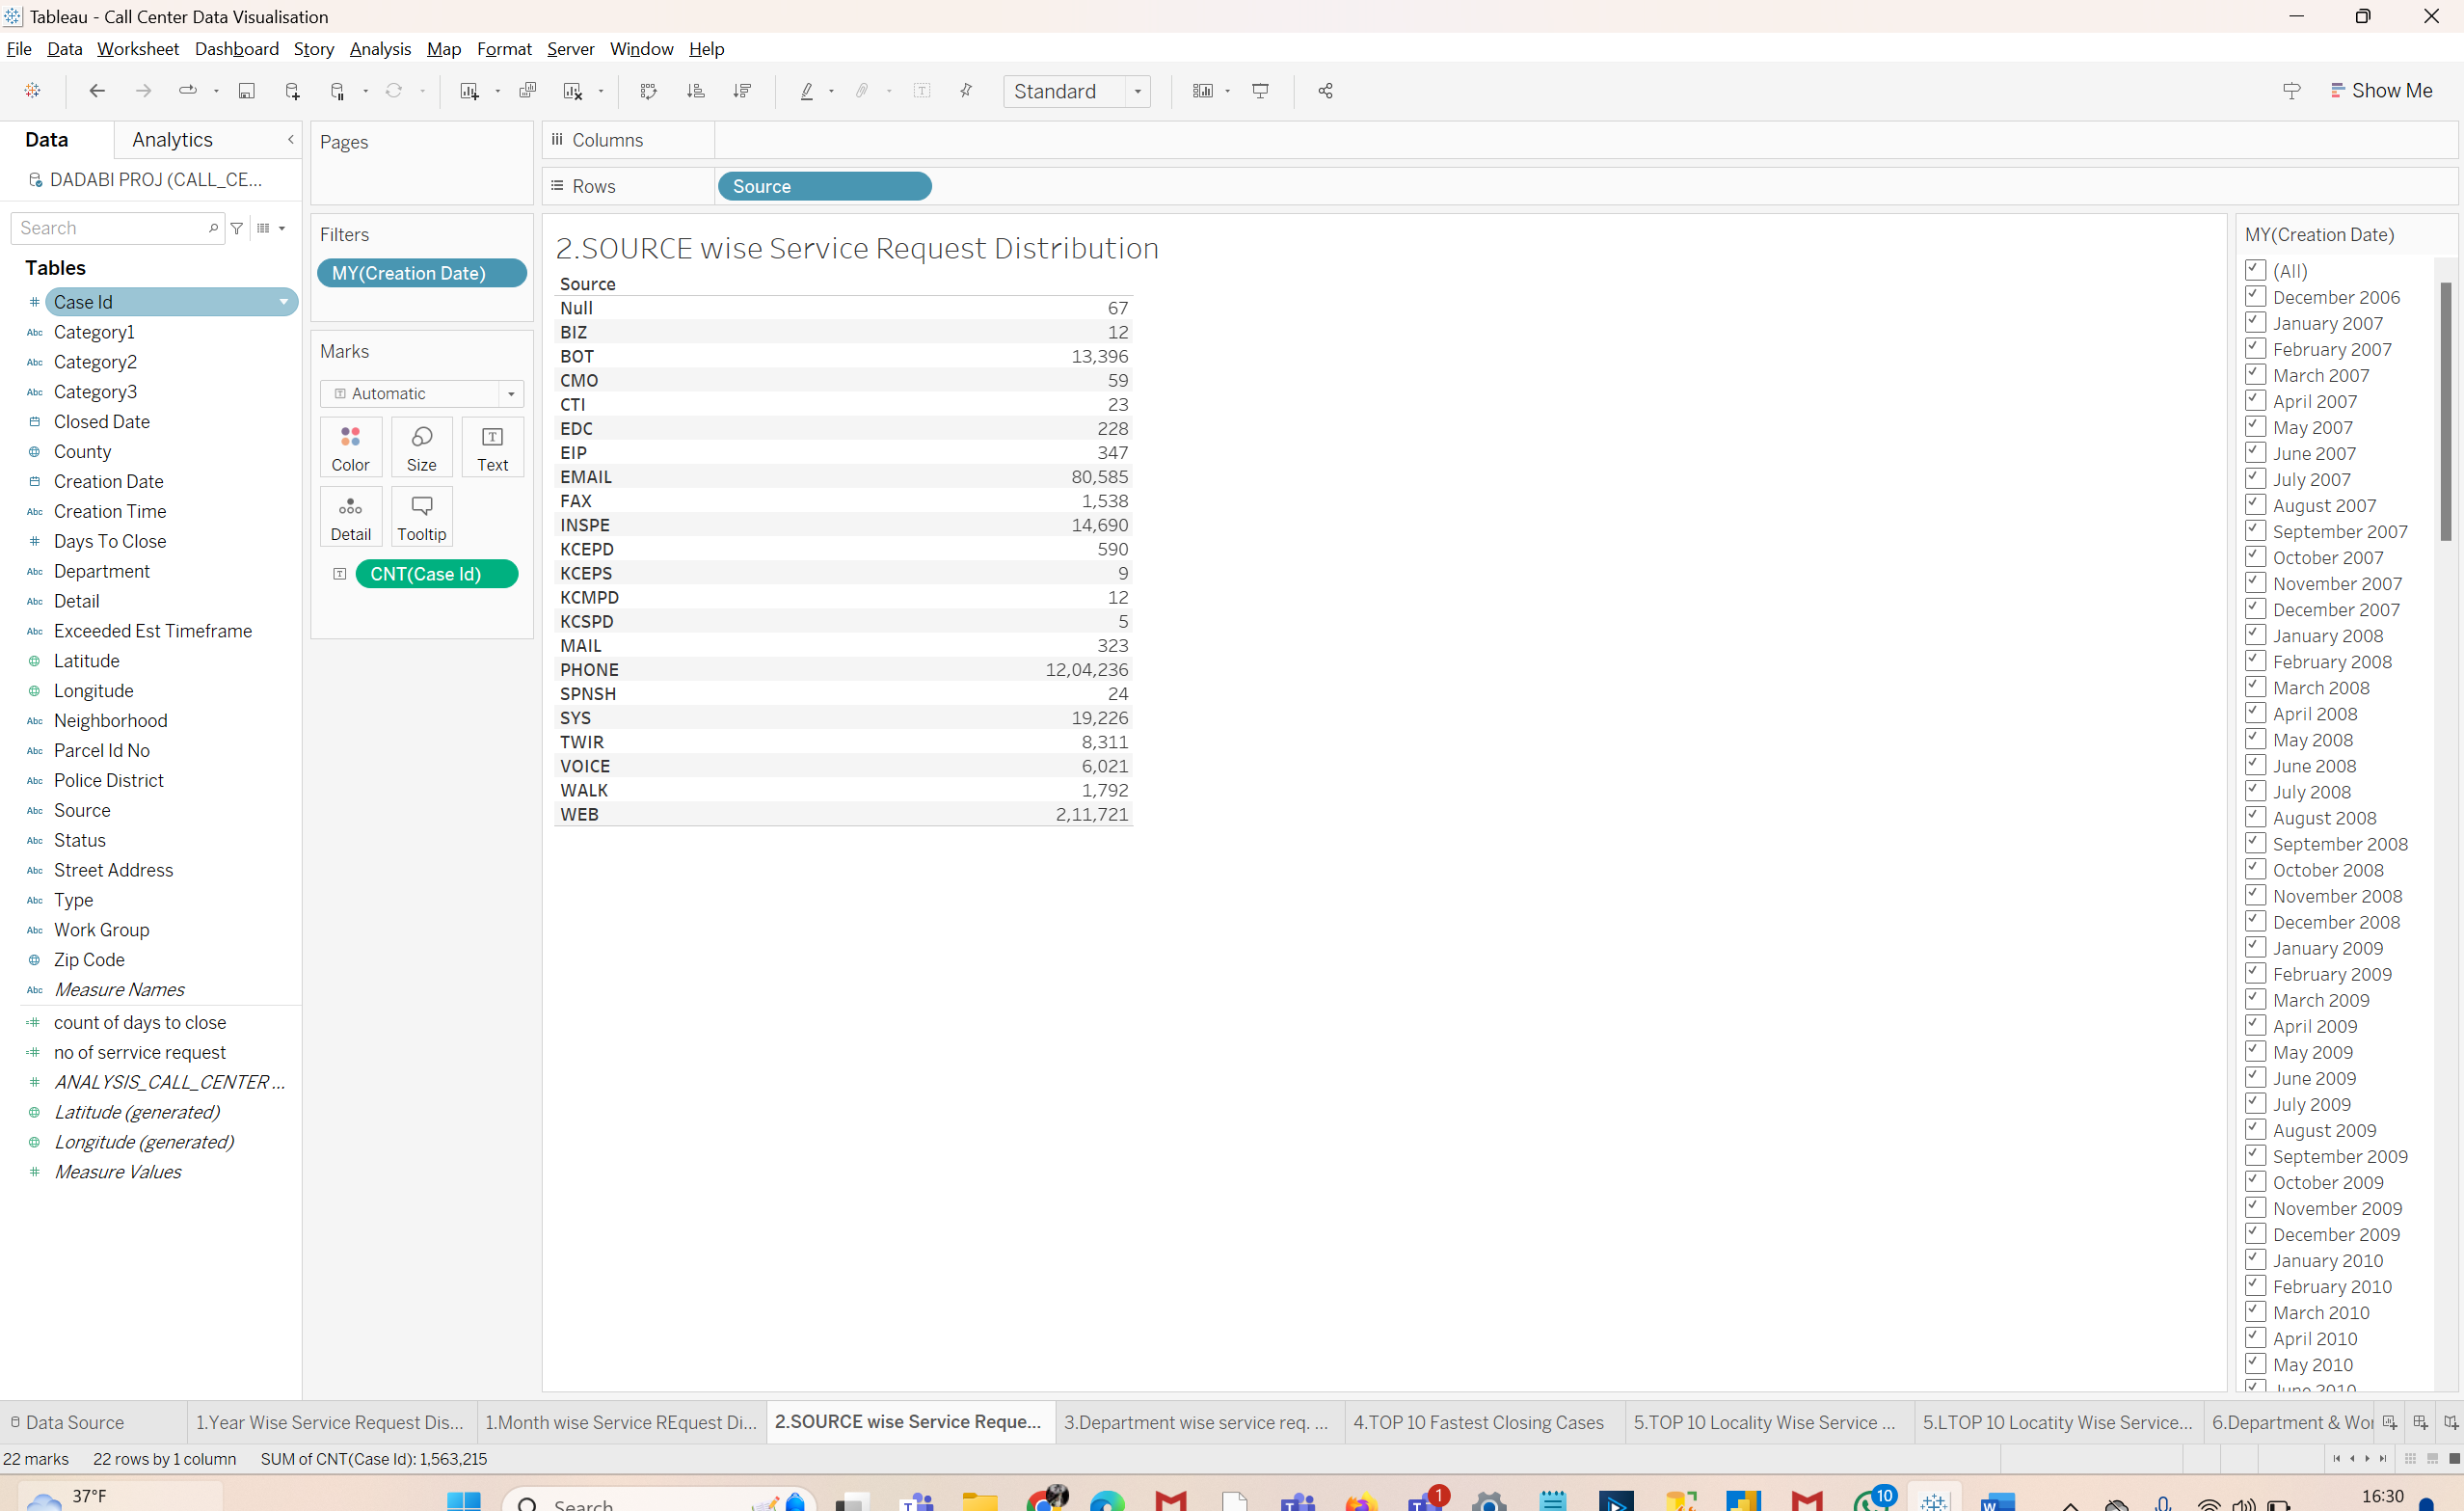 Tableau - Call Center Data Visualisation
File Data Worksheet Dashboard Story Analysis Map Format Server Window Help
Standard
Show Me
Data Analytics
DADABI PROJ (CALL_CE...
Search
Tables
Case Id
Category1
Category2
Category3
Closed Date
County
Creation Date
Creation Time
Days To Close
Department
Detail
Exceeded Est Timeframe
Latitude
Longitude
Neighborhood
Parcel Id No
Police District
Source
Status
Street Address
Type
Work Group
Zip Code
Measure Names
count of days to close
no of serrvice request
ANALYSIS_CALL_CENTER ...
Latitude (generated)
Longitude (generated)
Measure Values
Pages
Filters
MY(Creation Date)
Marks
Automatic
Color Size Text
Detail Tooltip
CNT(Case Id)
Columns
Rows Source
2.SOURCE wise Service Request Distribution
Source
Null 67
BIZ 12
BOT 13,396
CMO 59
CTI 23
EDC 228
EIP 347
EMAIL 80,585
FAX 1,538
INSPE 14,690
KCEPD 590
KCEPS 9
KCMPD 12
KCSPD 5
MAIL 323
PHONE 12,04,236
SPNSH 24
SYS 19,226
TWIR 8,311
VOICE 6,021
WALK 1,792
WEB 2,11,721
MY(Creation Date)
(All)
December 2006
January 2007
February 2007
March 2007
April 2007
May 2007
June 2007
July 2007
August 2007
September 2007
October 2007
November 2007
December 2007
January 2008
February 2008
March 2008
April 2008
May 2008
June 2008
July 2008
August 2008
September 2008
October 2008
November 2008
December 2008
January 2009
February 2009
March 2009
April 2009
May 2009
June 2009
July 2009
August 2009
September 2009
October 2009
November 2009
December 2009
January 2010
February 2010
March 2010
April 2010
May 2010
June 2010
Data Source 1.Year Wise Service Request Dis... 1.Month wise Service REquest Di... 2.SOURCE wise Service Reque... 3.Department wise service req. ... 4.TOP 10 Fastest Closing Cases 5.TOP 10 Locality Wise Service ... 5.LTOP 10 Locatity Wise Service... 6.Department & Wor
22 marks 22 rows by 1 column SUM of CNT(Case Id): 1,563,215
37°F
Search
1
10
16:30